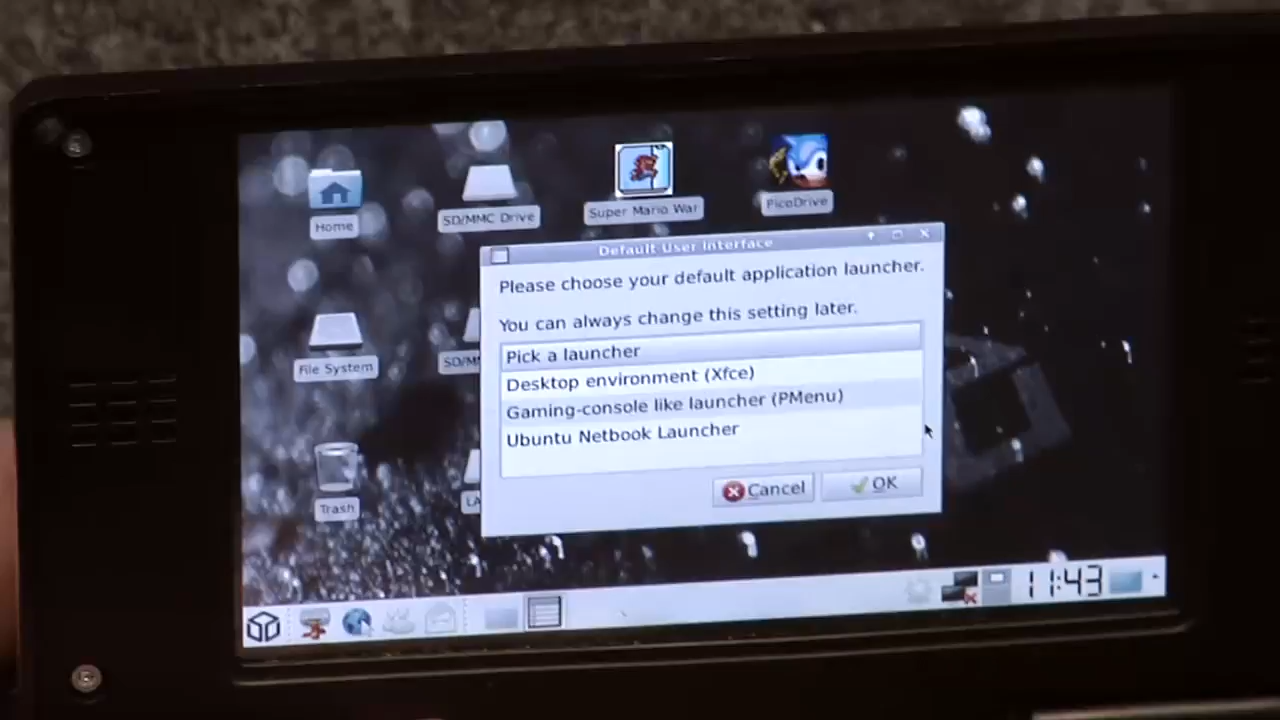 Home
SD/MMC Drive
Super Mario War
PicoDrive
Default User Interface
Please choose your default application launcher.
You can always change this setting later.
Pick a launcher
Desktop environment (Xfce)
Gaming-console like launcher (PMenu)
Ubuntu Netbook Launcher
Cancel
OK
File System
SD/M
Trash
LA
11:43